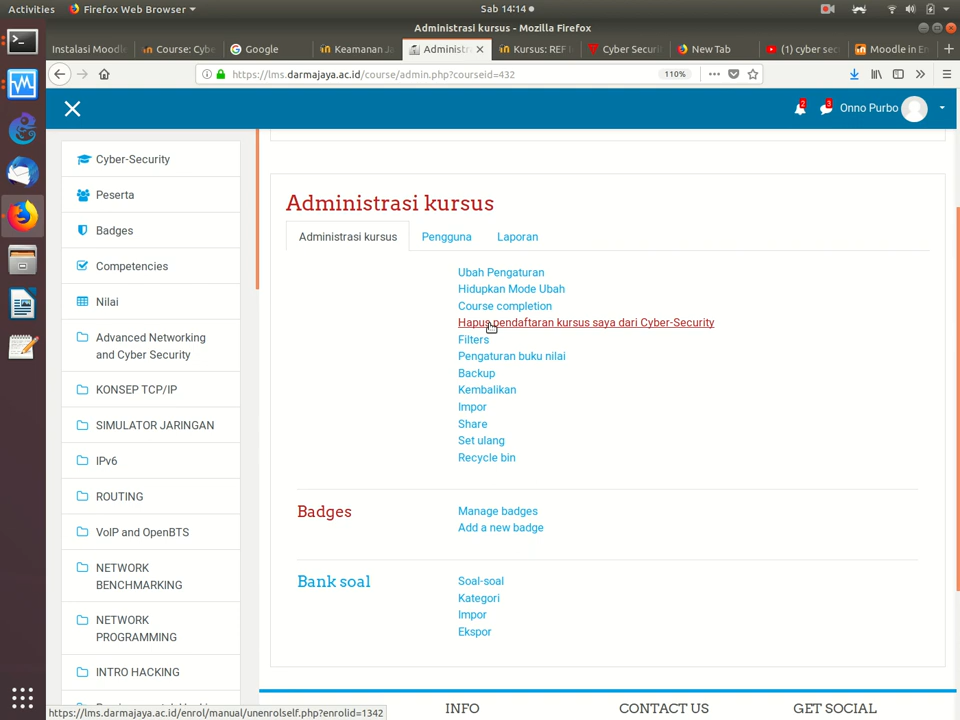 Activities
Firefox Web Browser
Sab 14:14
Administrasi kursus - Mozilla Firefox
Instalasi Moodl
Course: Cybe
Google
Keamanan Ja
Administr
Kursus: REF I
Cyber Securi
New Tab
(1) cyber sec
Moodle in En
https://lms.darmajaya.ac.id/course/admin.php?courseid=432
110%
2
3
Onno Purbo
Cyber-Security
Peserta
Badges
Competencies
Nilai
Advanced Networking
and Cyber Security
KONSEP TCP/IP
SIMULATOR JARINGAN
IPv6
ROUTING
VoIP and OpenBTS
NETWORK
BENCHMARKING
NETWORK
PROGRAMMING
INTRO HACKING
Administrasi kursus
Administrasi kursus
Pengguna
Laporan
Ubah Pengaturan
Hidupkan Mode Ubah
Course completion
Hapus pendaftaran kursus saya dari Cyber-Security
Filters
Pengaturan buku nilai
Backup
Kembalikan
Impor
Share
Set ulang
Recycle bin
Badges
Manage badges
Add a new badge
Bank soal
Soal-soal
Kategori
Impor
Ekspor
https://lms.darmajaya.ac.id/enrol/manual/unenrolself.php?enrolid=1342
INFO
CONTACT US
GET SOCIAL